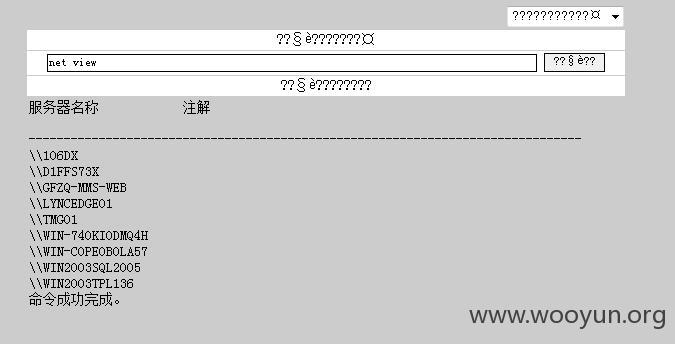 ???????????¤
??§è???????¤
net view
??§è??
??§è????????
服务器名称 注解
-------------------------------------------------------------------------------
\\106DX
\\D1FFS73X
\\GFZQ-MMS-WEB
\\LYNCEDGE01
\\TMG01
\\WIN-740KIODMQ4H
\\WIN-COPEOBOLA57
\\WIN2003SQL2005
\\WIN2003TPL136
命令成功完成。
www.wooyun.org